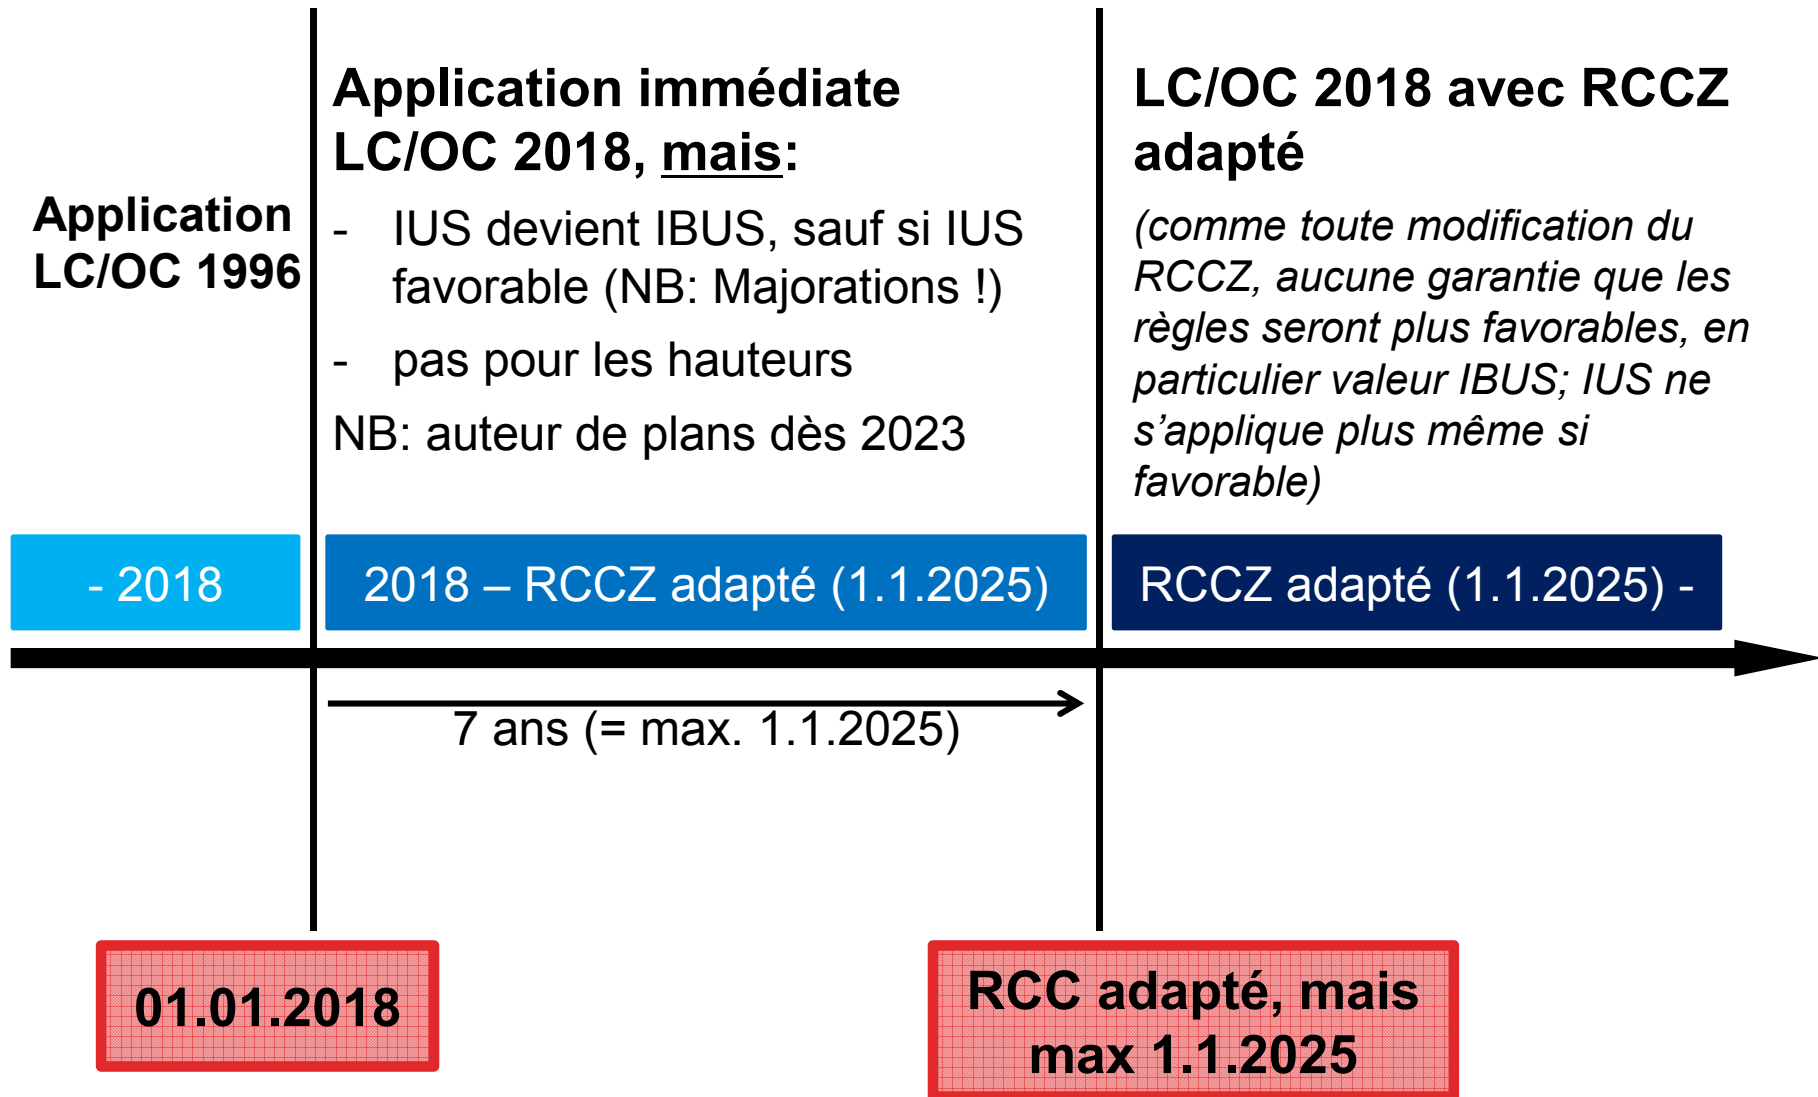 Application
LC/OC 1996
Application immédiate
LC/OC 2018, mais:
- IUS devient IBUS, sauf si IUS
favorable (NB: Majorations !)
- pas pour les hauteurs
NB: auteur de plans dès 2023
LC/OC 2018 avec RCCZ
adapté
(comme toute modification du
RCCZ, aucune garantie que les
règles seront plus favorables, en
particulier valeur IBUS; IUS ne
s’applique plus même si
favorable)
- 2018
2018 – RCCZ adapté (1.1.2025)
RCCZ adapté (1.1.2025) -
7 ans (= max. 1.1.2025)
01.01.2018
RCC adapté, mais
max 1.1.2025